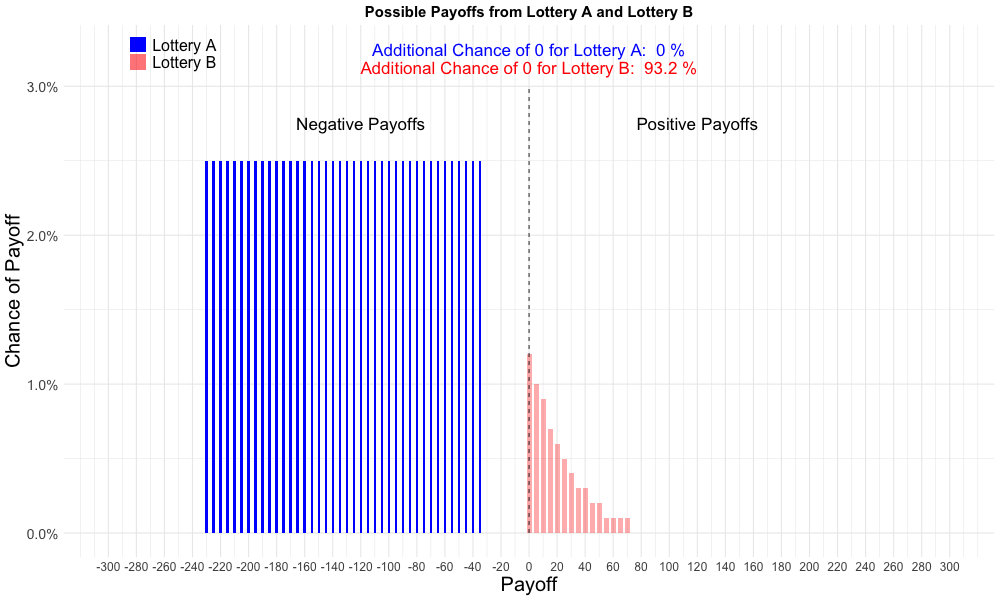 Possible Payoffs from Lottery A and Lottery B
Lottery A
Lottery B
Additional Chance of 0 for Lottery A:  0 %
Additional Chance of 0 for Lottery B:  93.2 %
Negative Payoffs
Positive Payoffs
Chance of Payoff
3.0%
2.0%
1.0%
0.0%
-300 -280 -260 -240 -220 -200 -180 -160 -140 -120 -100 -80 -60 -40 -20 0 20 40 60 80 100 120 140 160 180 200 220 240 260 280 300
Payoff